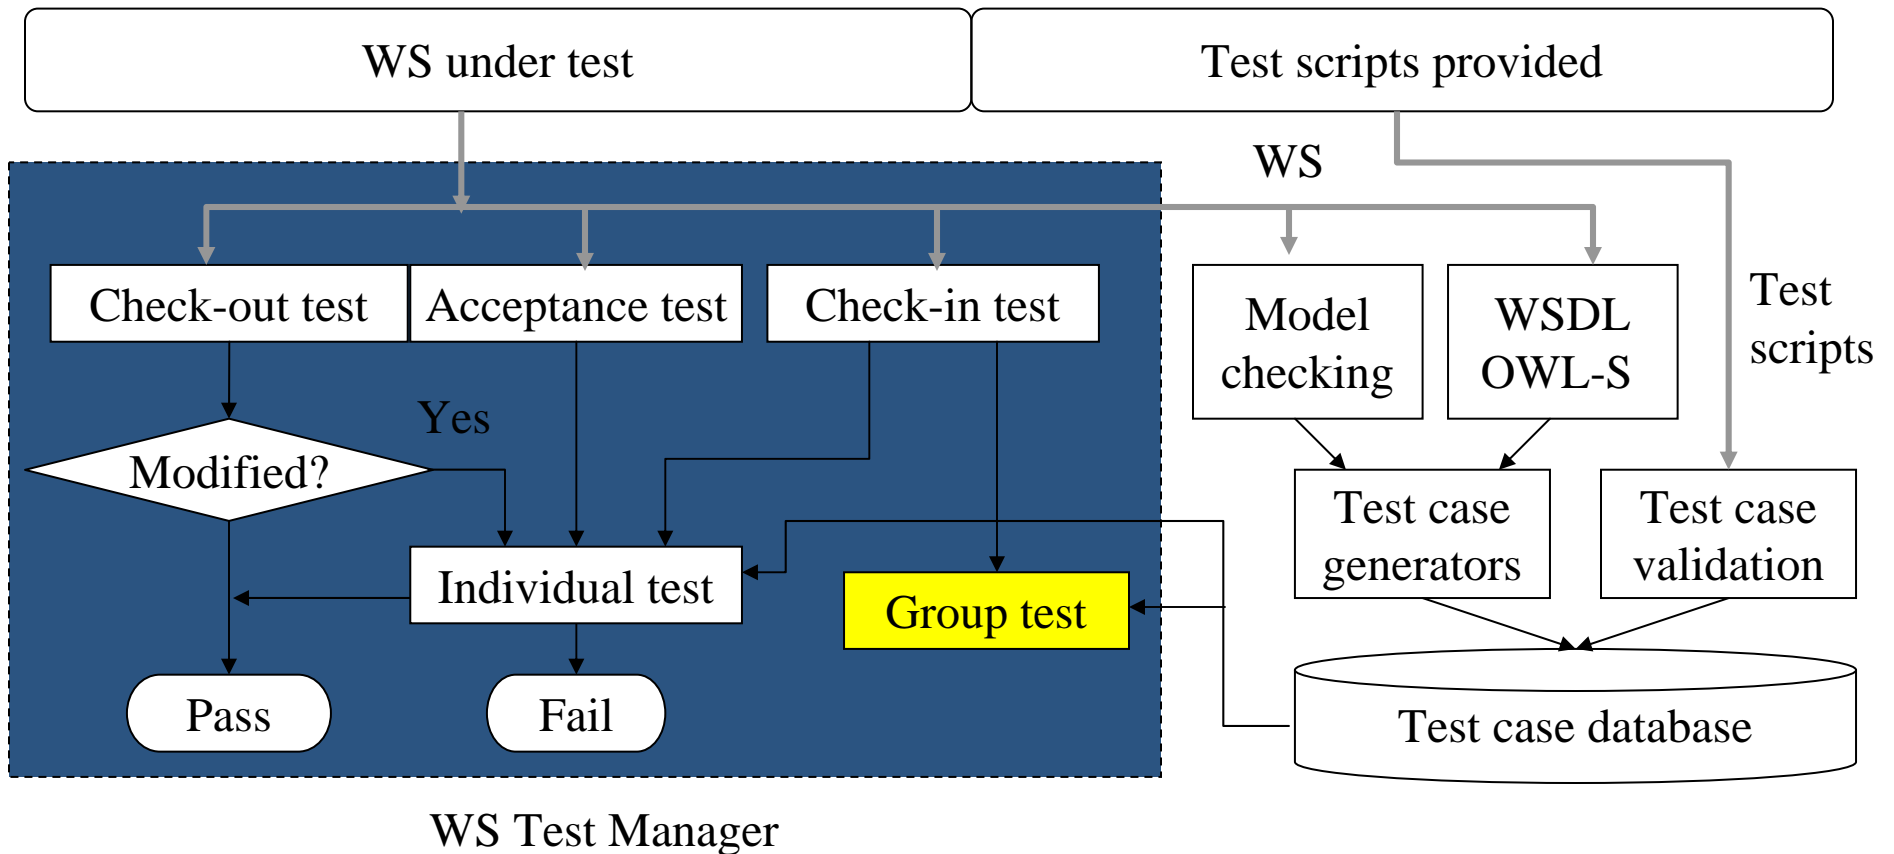 WS under test
Test scripts provided
WS
Check-out test
Acceptance test
Check-in test
Model
checking
WSDL
OWL-S
Test
scripts
Yes
Modified?
Test case
generators
Test case
validation
Individual test
Group test
Pass
Fail
Test case database
WS Test Manager